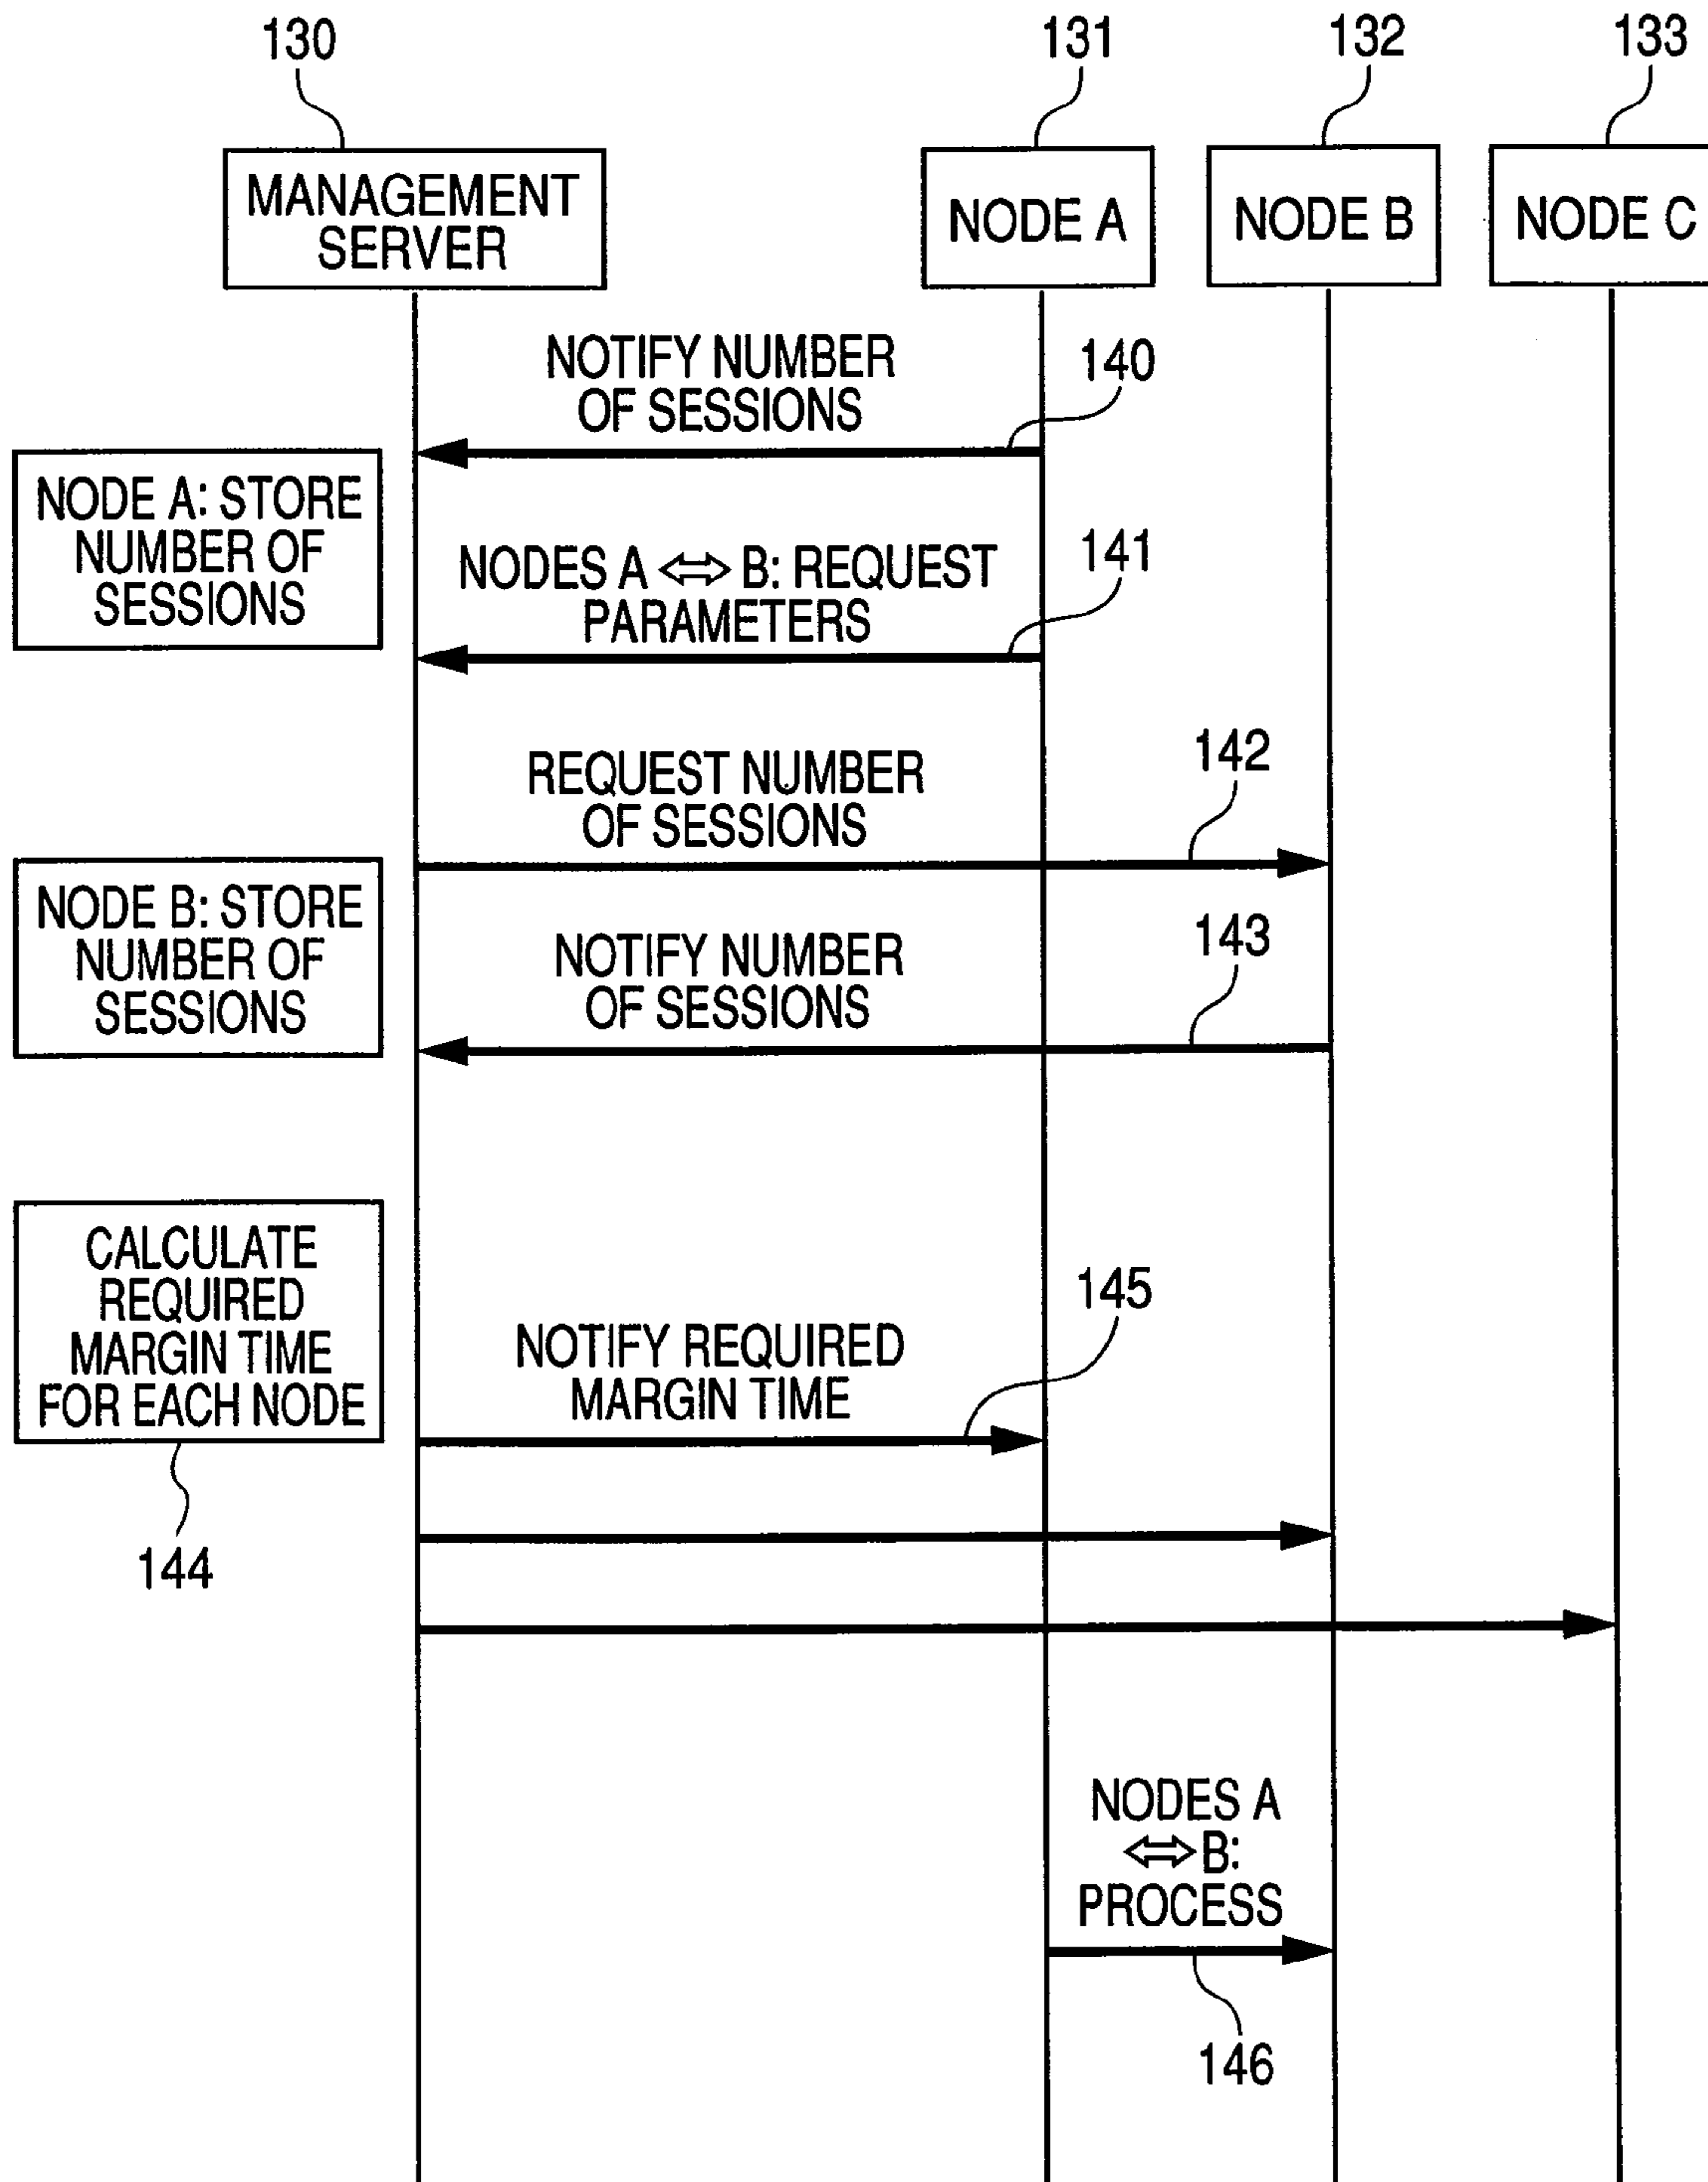 130
131
132
133
MANAGEMENT
SERVER
NODE A
NODE B
NODE C
NOTIFY NUMBER
OF SESSIONS
140
NODE A: STORE
NUMBER OF
SESSIONS
NODES A ⇔ B: REQUEST
PARAMETERS
141
REQUEST NUMBER
OF SESSIONS
142
NODE B: STORE
NUMBER OF
SESSIONS
NOTIFY NUMBER
OF SESSIONS
143
CALCULATE
REQUIRED
MARGIN TIME
FOR EACH NODE
144
NOTIFY REQUIRED
MARGIN TIME
145
NODES A
⇔ B:
PROCESS
146